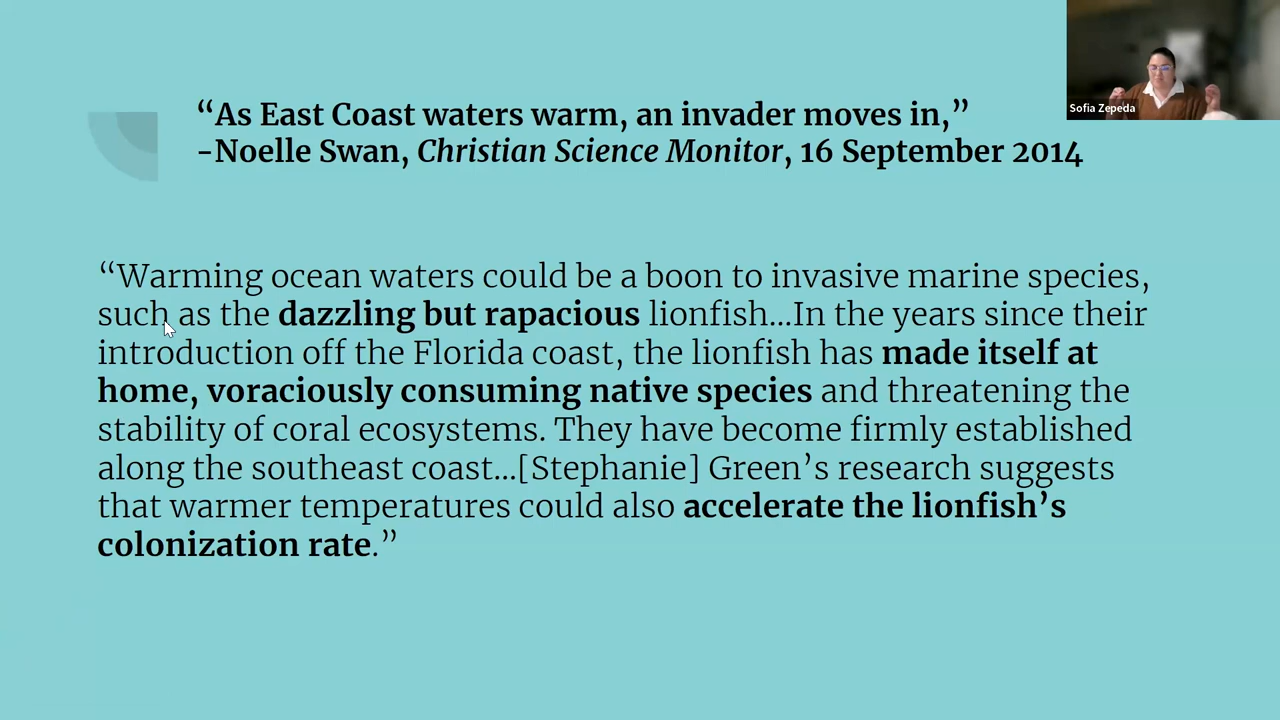 “As East Coast waters warm, an invader moves in,”
-Noelle Swan, Christian Science Monitor, 16 September 2014
Sofia Zepeda
“Warming ocean waters could be a boon to invasive marine species,
such as the dazzling but rapacious lionfish...In the years since their
introduction off the Florida coast, the lionfish has made itself at
home, voraciously consuming native species and threatening the
stability of coral ecosystems. They have become firmly established
along the southeast coast...[Stephanie] Green’s research suggests
that warmer temperatures could also accelerate the lionfish’s
colonization rate.”